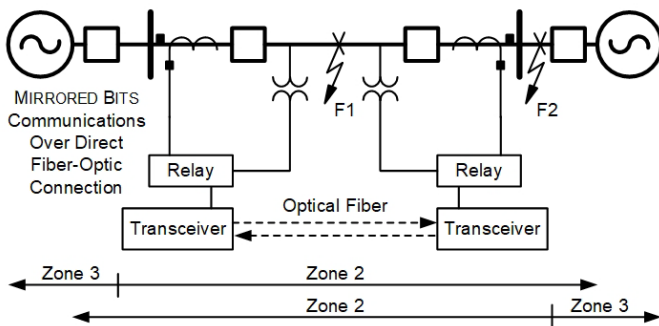 MIRRORED BITS
Communications
Over Direct
Fiber-Optic
Connection
F1
F2
Relay
Relay
Optical Fiber
Transceiver
Transceiver
Zone 3
Zone 2
Zone 2
Zone 3